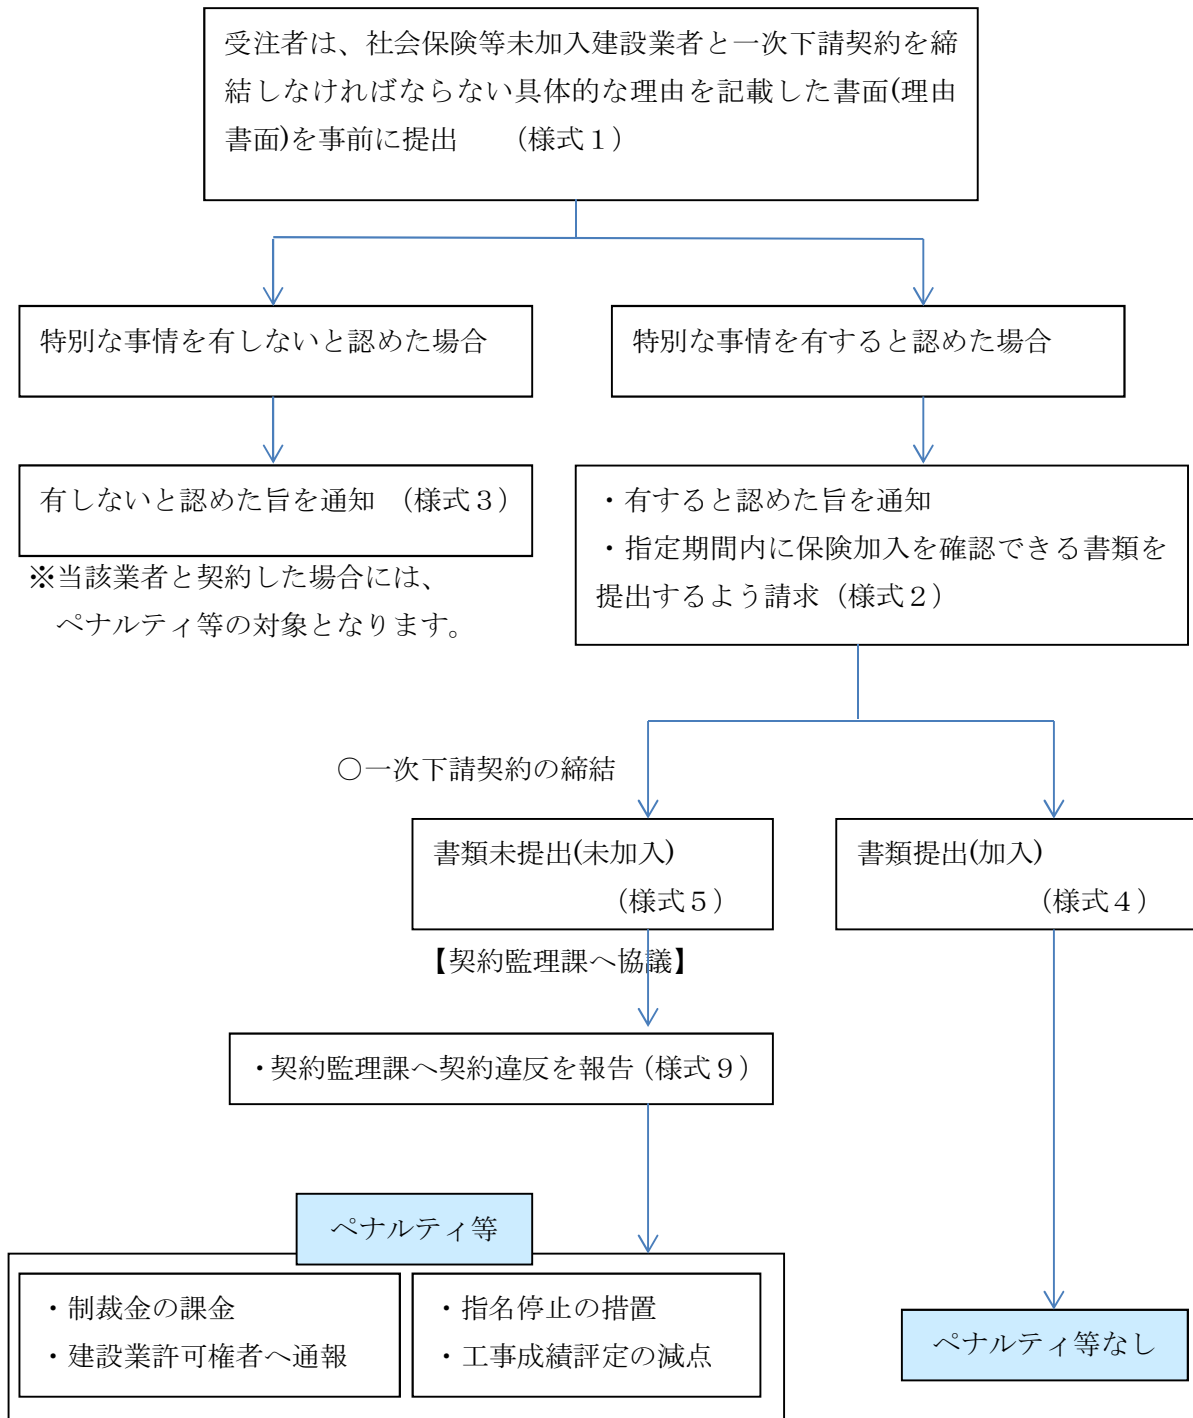 受注者は、社会保険等未加入建設業者と一次下請契約を締
結しなければならない具体的な理由を記載した書面(理由
書面)を事前に提出　　（様式１）
特別な事情を有しないと認めた場合
特別な事情を有すると認めた場合
有しないと認めた旨を通知　（様式３）
※当該業者と契約した場合には、
ペナルティ等の対象となります。
・有すると認めた旨を通知
・指定期間内に保険加入を確認できる書類を
提出するよう請求（様式２）
〇一次下請契約の締結
書類未提出(未加入)
（様式５）
書類提出(加入)
（様式４）
【契約監理課へ協議】
・契約監理課へ契約違反を報告（様式９）
ペナルティ等
・制裁金の課金
・建設業許可権者へ通報
・指名停止の措置
・工事成績評定の減点
ペナルティ等なし